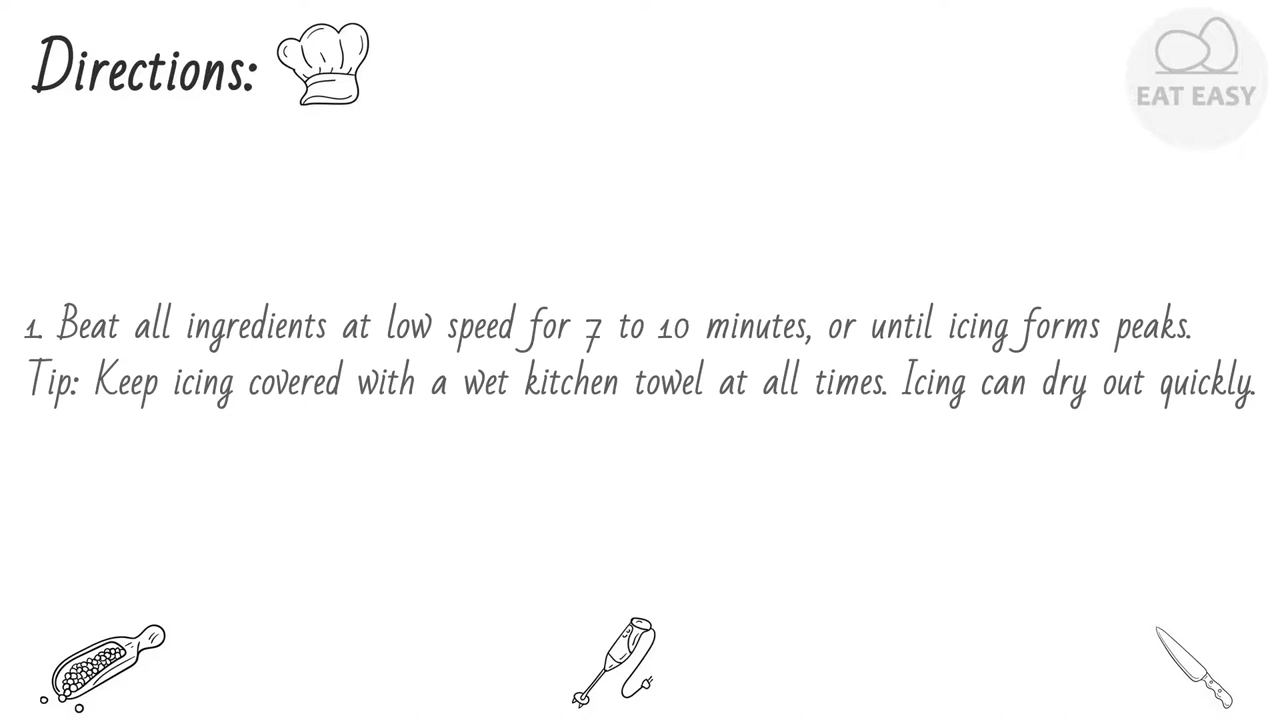 Directions:
EAT EASY
1. Beat all ingredients at low speed for 7 to 10 minutes, or until icing forms peaks.
Tip: Keep icing covered with a wet kitchen towel at all times. Icing can dry out quickly.